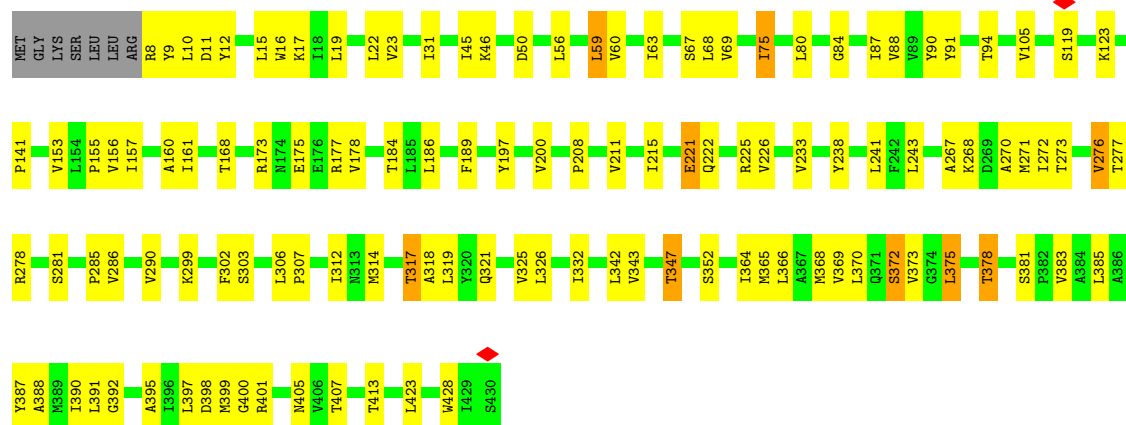 MET GLY LYS SER LEU LEU ARG R8 Y9 L10 D11 Y12 L15 W16 K17 I18 L19 L22 V23 I31 I45 K46 D50 L56 L59 V60 I63 S67 L68 V69 I75 L80 G84 I87 V88 V89 Y90 Y91 T94 V105 S119 K123
P141 V153 L154 P155 V156 I157 A160 I161 T168 R173 N174 E175 E176 R177 V178 T184 L185 L186 F189 Y197 V200 P208 V211 I215 E221 Q222 R225 V226 V233 Y238 L241 F242 L243 A267 K268 D269 A270 M271 I272 T273 V276 T277
R278 S281 P285 V286 V290 K299 F302 S303 L306 P307 I312 N313 M314 T317 A318 L319 Y320 Q321 V325 L326 I332 L342 V343 T347 S352 I364 M365 L366 A367 M368 V369 L370 Q371 S372 V373 G374 L375 T378 S381 P382 V383 A384 L385 A386
Y387 A388 M389 I390 L391 G392 A395 I396 L397 D398 M399 G400 R401 N405 V406 T407 T413 L423 W428 I429 S430